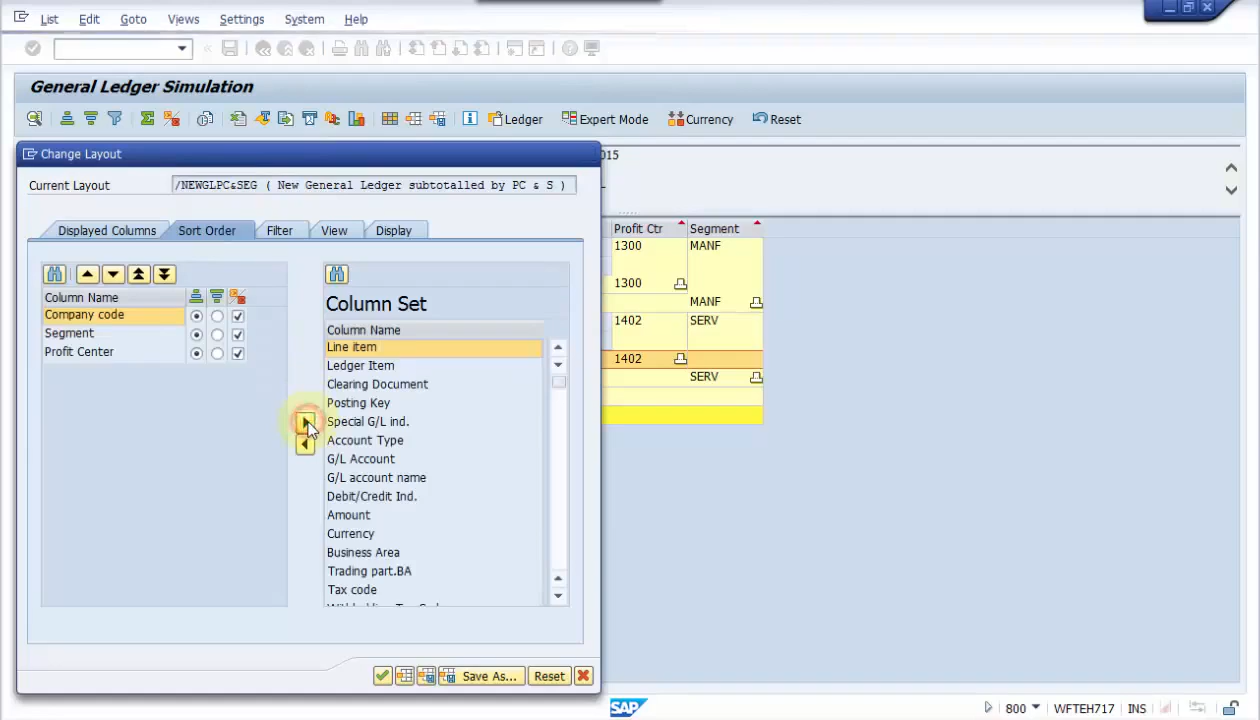 List Edit Goto Views Settings System Help
General Ledger Simulation
Ledger Expert Mode Currency Reset
Change Layout
015
Current Layout /NEWGLPC&SEG ( New General Ledger subtotalled by PC & S )
Displayed Columns Sort Order Filter View Display
Profit Ctr Segment
1300 MANF
1300
MANF
1402 SERV
1402
SERV
Column Name
Company code
Segment
Profit Center
Column Set
Column Name
Line item
Ledger Item
Clearing Document
Posting Key
Special G/L ind.
Account Type
G/L Account
G/L account name
Debit/Credit Ind.
Amount
Currency
Business Area
Trading part.BA
Tax code
Save As... Reset
SAP 800 WFTEH717 INS